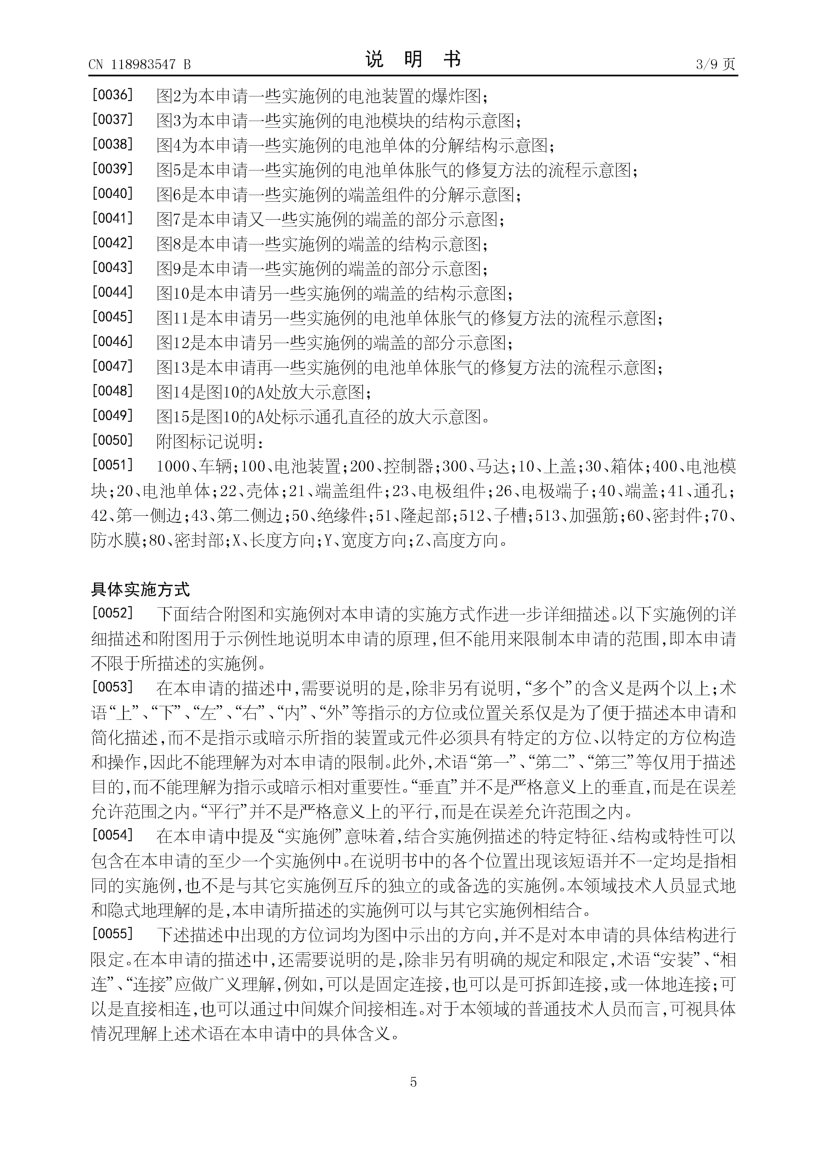 CN 118983547 B
说 明 书
3/9 页
[0036] 图2为本申请一些实施例的电池装置的爆炸图；
[0037] 图3为本申请一些实施例的电池模块的结构示意图；
[0038] 图4为本申请一些实施例的电池单体的分解结构示意图；
[0039] 图5是本申请一些实施例的电池单体胀气的修复方法的流程示意图；
[0040] 图6是本申请一些实施例的端盖组件的分解示意图；
[0041] 图7是本申请又一些实施例的端盖的部分示意图；
[0042] 图8是本申请一些实施例的端盖的结构示意图；
[0043] 图9是本申请一些实施例的端盖的部分示意图；
[0044] 图10是本申请另一些实施例的端盖的结构示意图；
[0045] 图11是本申请另一些实施例的电池单体胀气的修复方法的流程示意图；
[0046] 图12是本申请另一些实施例的端盖的部分示意图；
[0047] 图13是本申请再一些实施例的电池单体胀气的修复方法的流程示意图；
[0048] 图14是图10的A处放大示意图；
[0049] 图15是图10的A处标示通孔直径的放大示意图。
[0050] 附图标记说明：
[0051] 1000、车辆；100、电池装置；200、控制器；300、马达；10、上盖；30、箱体；400、电池模
块；20、电池单体；22、壳体；21、端盖组件；23、电极组件；26、电极端子；40、端盖；41、通孔；
42、第一侧边；43、第二侧边；50、绝缘件；51、隆起部；512、子槽；513、加强筋；60、密封件；70、
防水膜；80、密封部；X、长度方向；Y、宽度方向；Z、高度方向。
具体实施方式
[0052] 下面结合附图和实施例对本申请的实施方式作进一步详细描述。以下实施例的详
细描述和附图用于示例性地说明本申请的原理，但不能用来限制本申请的范围，即本申请
不限于所描述的实施例。
[0053] 在本申请的描述中，需要说明的是，除非另有说明，“多个”的含义是两个以上；术
语“上”、“下”、“左”、“右”、“内”、“外”等指示的方位或位置关系仅是为了便于描述本申请和
简化描述，而不是指示或暗示所指的装置或元件必须具有特定的方位、以特定的方位构造
和操作，因此不能理解为对本申请的限制。此外，术语“第一”、“第二”、“第三”等仅用于描述
目的，而不能理解为指示或暗示相对重要性。“垂直”并不是严格意义上的垂直，而是在误差
允许范围之内。“平行”并不是严格意义上的平行，而是在误差允许范围之内。
[0054] 在本申请中提及“实施例”意味着，结合实施例描述的特定特征、结构或特性可以
包含在本申请的至少一个实施例中。在说明书中的各个位置出现该短语并不一定均是指相
同的实施例，也不是与其它实施例互斥的独立的或备选的实施例。本领域技术人员显式地
和隐式地理解的是，本申请所描述的实施例可以与其它实施例相结合。
[0055] 下述描述中出现的方位词均为图中示出的方向，并不是对本申请的具体结构进行
限定。在本申请的描述中，还需要说明的是，除非另有明确的规定和限定，术语“安装”、“相
连”、“连接”应做广义理解，例如，可以是固定连接，也可以是可拆卸连接，或一体地连接；可
以是直接相连，也可以通过中间媒介间接相连。对于本领域的普通技术人员而言，可视具体
情况理解上述术语在本申请中的具体含义。
5